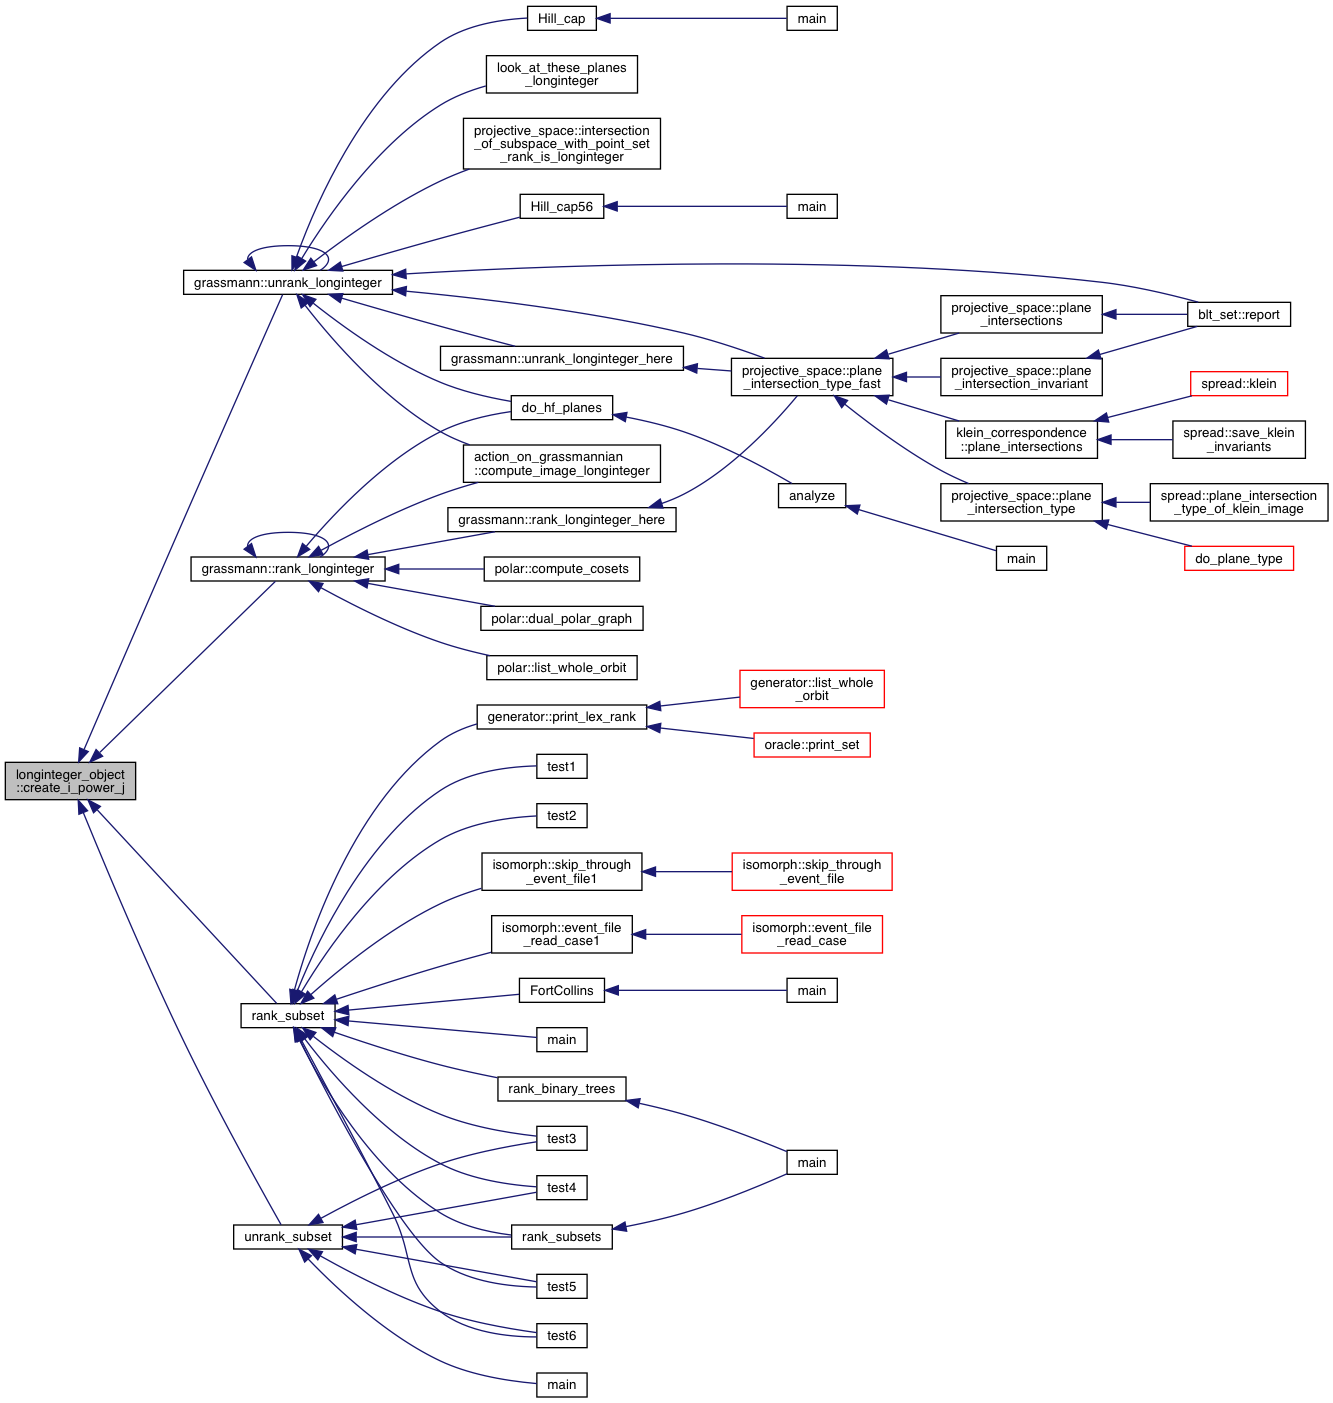 Hill_cap
main
look_at_these_planes
_longinteger
projective_space::intersection
_of_subspace_with_point_set
_rank_is_longinteger
Hill_cap56
main
grassmann::unrank_longinteger
projective_space::plane
_intersections
blt_set::report
grassmann::unrank_longinteger_here
projective_space::plane
_intersection_type_fast
projective_space::plane
_intersection_invariant
spread::klein
do_hf_planes
klein_correspondence
::plane_intersections
spread::save_klein
_invariants
action_on_grassmannian
::compute_image_longinteger
analyze
projective_space::plane
_intersection_type
spread::plane_intersection
_type_of_klein_image
grassmann::rank_longinteger_here
main
do_plane_type
grassmann::rank_longinteger
polar::compute_cosets
polar::dual_polar_graph
polar::list_whole_orbit
generator::list_whole
_orbit
generator::print_lex_rank
oracle::print_set
longinteger_object
::create_i_power_j
test1
test2
isomorph::skip_through
_event_file1
isomorph::skip_through
_event_file
isomorph::event_file
_read_case1
isomorph::event_file
_read_case
FortCollins
main
rank_subset
main
rank_binary_trees
test3
main
test4
unrank_subset
rank_subsets
test5
test6
main